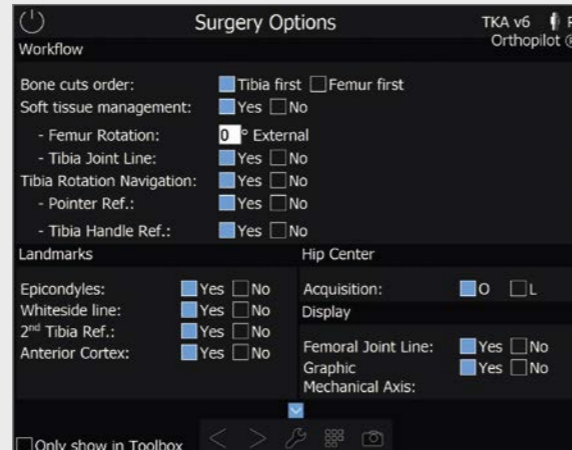 Surgery Options
TKA v6
Orthopilot ®
Workflow
Bone cuts order: Tibia first Femur first
Soft tissue management: Yes No
- Femur Rotation: 0 ° External
- Tibia Joint Line: Yes No
Tibia Rotation Navigation: Yes No
- Pointer Ref.: Yes No
- Tibia Handle Ref.: Yes No
Landmarks
Epicondyles: Yes No
Whiteside line: Yes No
2nd Tibia Ref.: Yes No
Anterior Cortex: Yes No
Hip Center
Acquisition: O L
Display
Femoral Joint Line: Yes No
Graphic Yes No
Mechanical Axis:
Only show in Toolbox